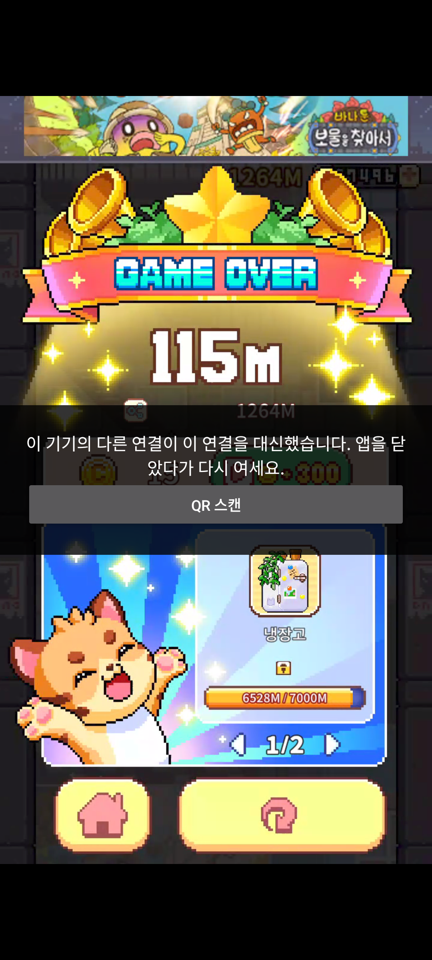 바나툰
보물을 찾아서
1264M
GAME OVER
115M
1264M
이 기기의 다른 연결이 이 연결을 대신했습니다. 앱을 닫
았다가 다시 여세요.
+300
QR 스캔
냉장고
6528M / 7000M
1/2